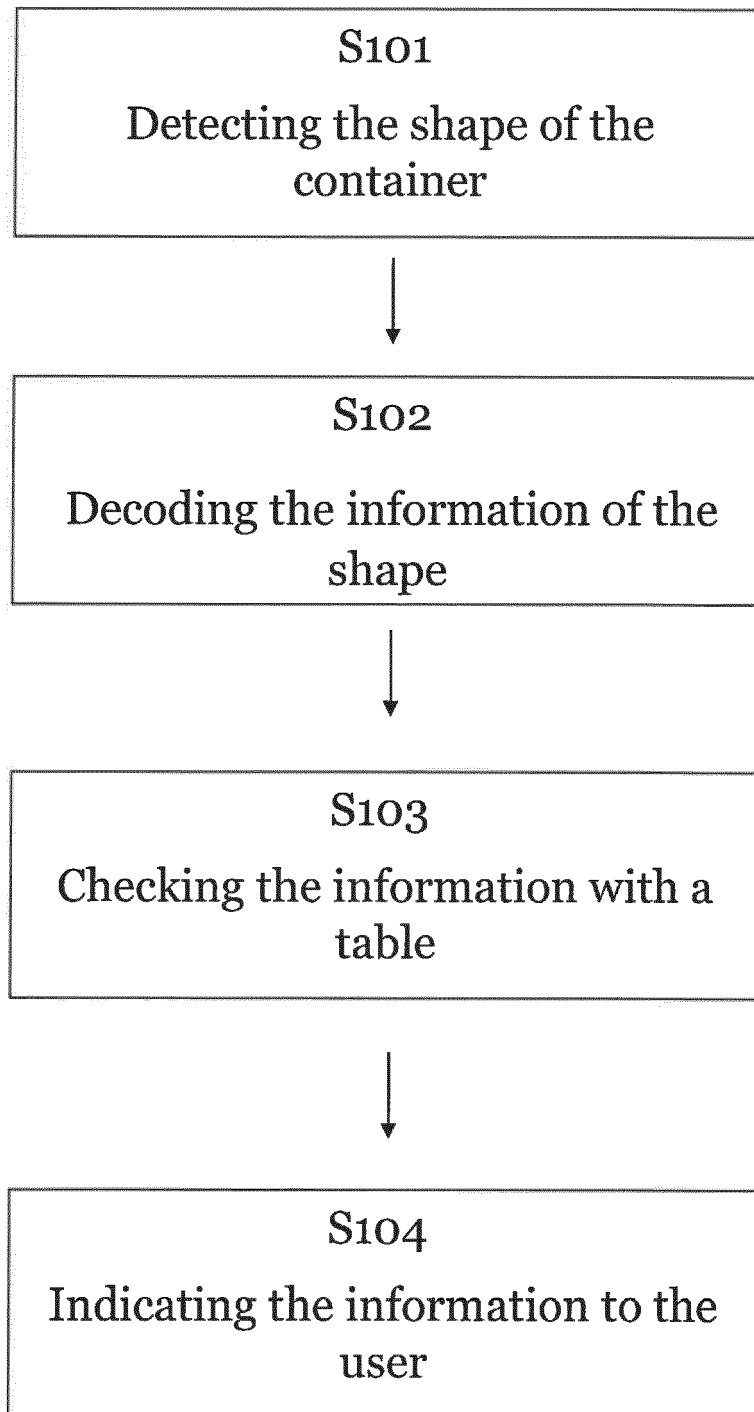 S101
Detecting the shape of the
container
S102
Decoding the information of the
shape
S103
Checking the information with a
table
S104
Indicating the information to the
user